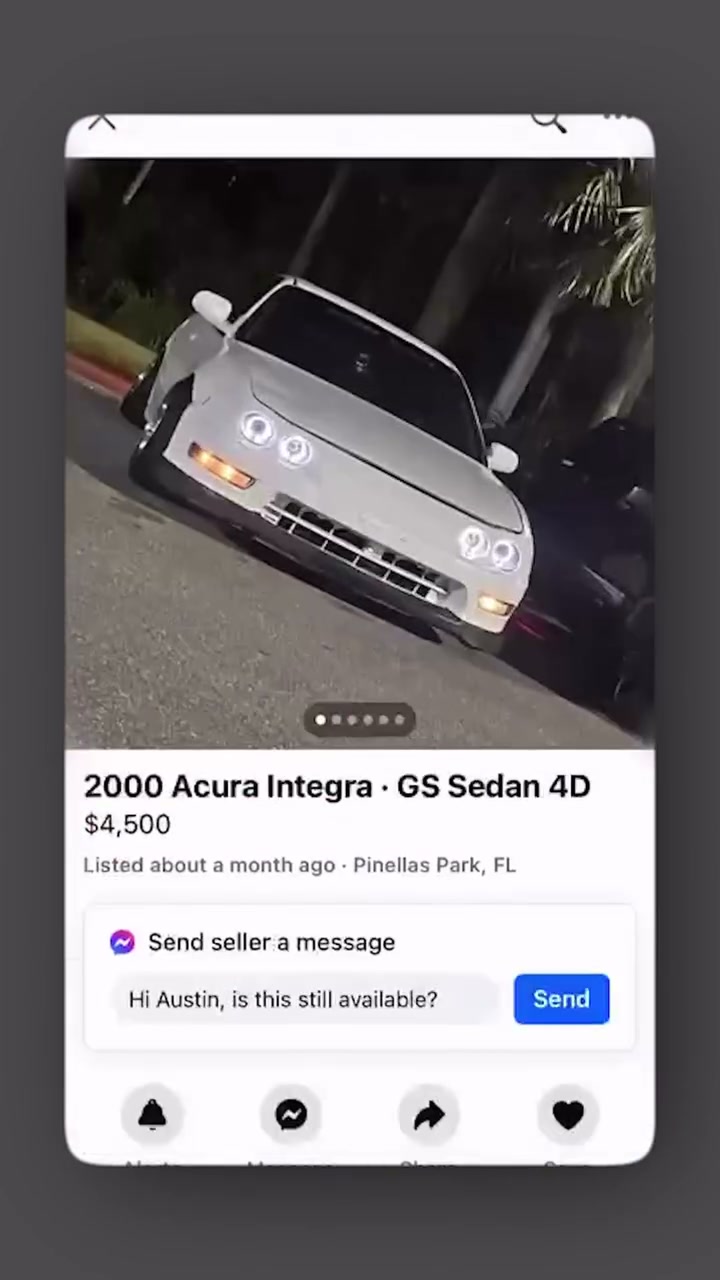 2000 Acura Integra · GS Sedan 4D
$4,500
Listed about a month ago · Pinellas Park, FL
Send seller a message
Hi Austin, is this still available?
Send